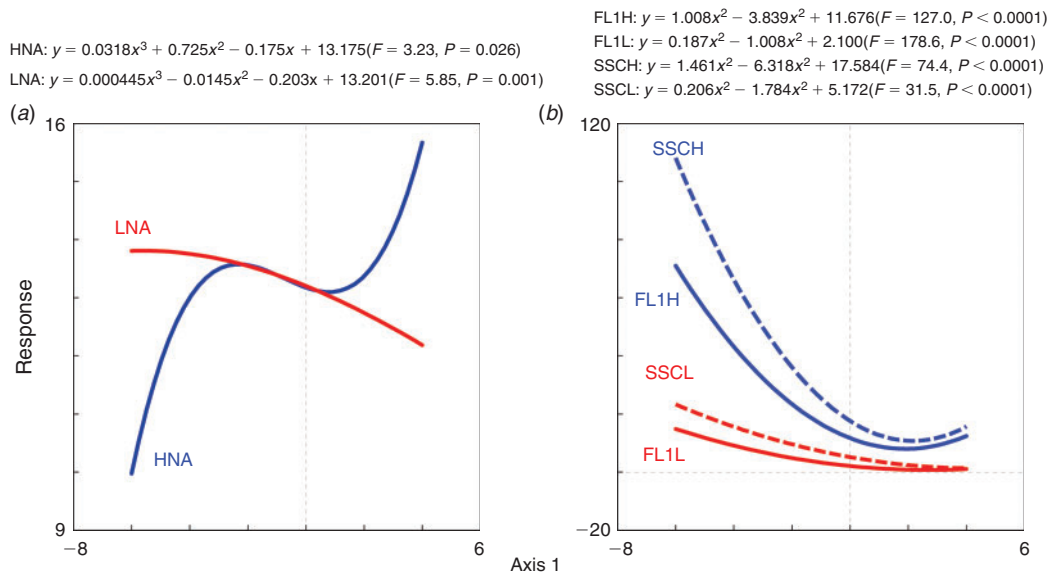 HNA: y = 0.0318x³ + 0.725x² − 0.175x + 13.175(F = 3.23, P = 0.026)
LNA: y = 0.000445x³ − 0.0145x² − 0.203x + 13.201(F = 5.85, P = 0.001)
FL1H: y = 1.008x² − 3.839x² + 11.676(F = 127.0, P < 0.0001)
FL1L: y = 0.187x² − 1.008x² + 2.100(F = 178.6, P < 0.0001)
SSCH: y = 1.461x² − 6.318x² + 17.584(F = 74.4, P < 0.0001)
SSCL: y = 0.206x² − 1.784x² + 5.172(F = 31.5, P < 0.0001)
(a)
16
LNA
HNA
Response
9
−8
6
(b)
120
SSCH
FL1H
SSCL
FL1L
−20
−8
6
Axis 1